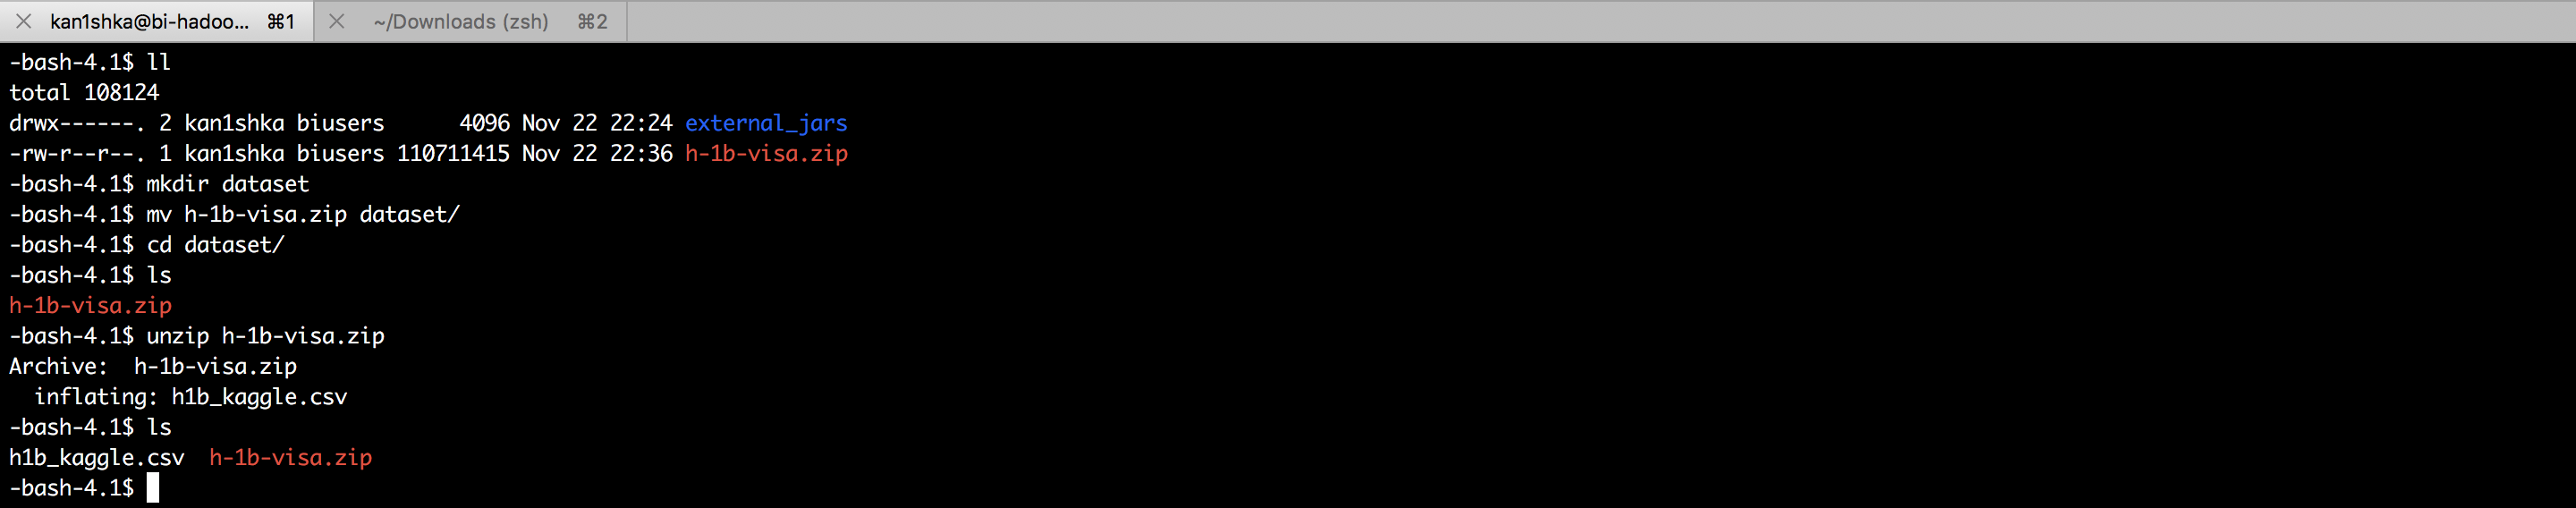 kan1shka@bi-hadoo... ⌘1 ~/Downloads (zsh) ⌘2
-bash-4.1$ ll
total 108124
drwx------. 2 kan1shka biusers      4096 Nov 22 22:24 external_jars
-rw-r--r--. 1 kan1shka biusers 110711415 Nov 22 22:36 h-1b-visa.zip
-bash-4.1$ mkdir dataset
-bash-4.1$ mv h-1b-visa.zip dataset/
-bash-4.1$ cd dataset/
-bash-4.1$ ls
h-1b-visa.zip
-bash-4.1$ unzip h-1b-visa.zip
Archive:  h-1b-visa.zip
  inflating: h1b_kaggle.csv
-bash-4.1$ ls
h1b_kaggle.csv  h-1b-visa.zip
-bash-4.1$